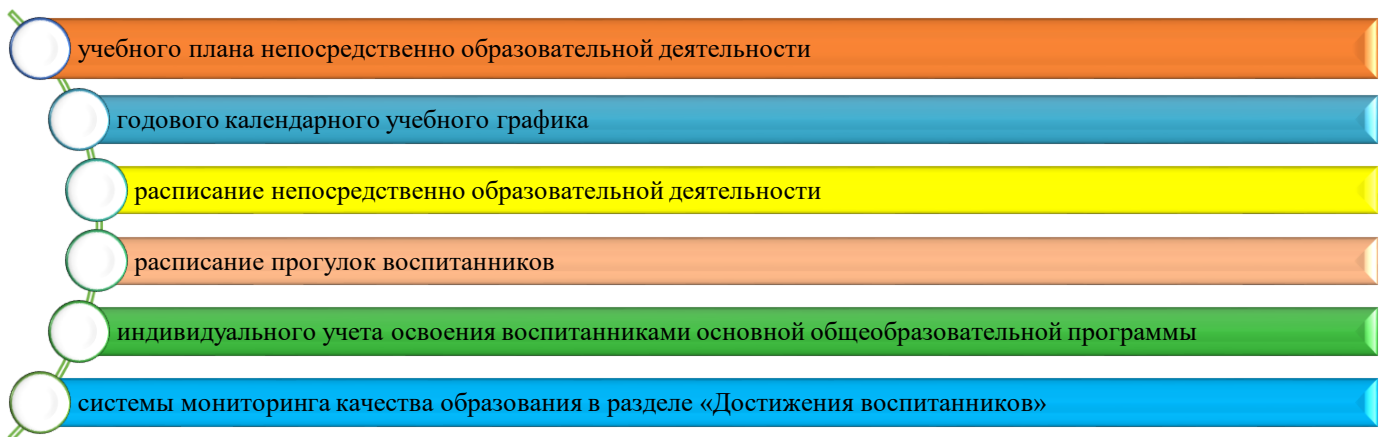 учебного плана непосредственно образовательной деятельности
годового календарного учебного графика
расписание непосредственно образовательной деятельности
расписание прогулок воспитанников
индивидуального учета освоения воспитанниками основной общеобразовательной программы
системы мониторинга качества образования в разделе «Достижения воспитанников»